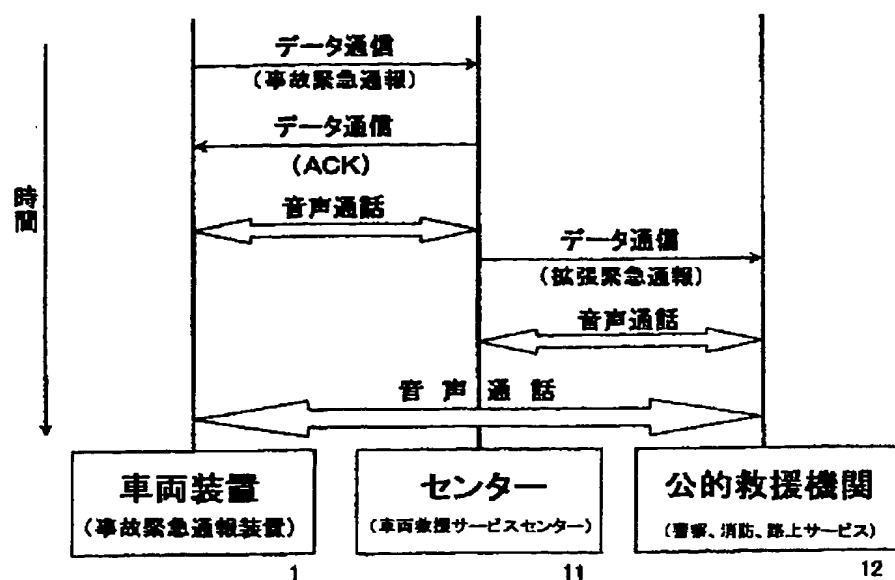 データ通信
(事故緊急通報)
データ通信
(ACK)
音声通話
時間
データ通信
(拡張緊急通報)
音声通話
音声通話
車両装置
(事故緊急通報装置)
1
センター
(車両救援サービスセンター)
11
公的救援機関
(警察、消防、路上サービス)
12